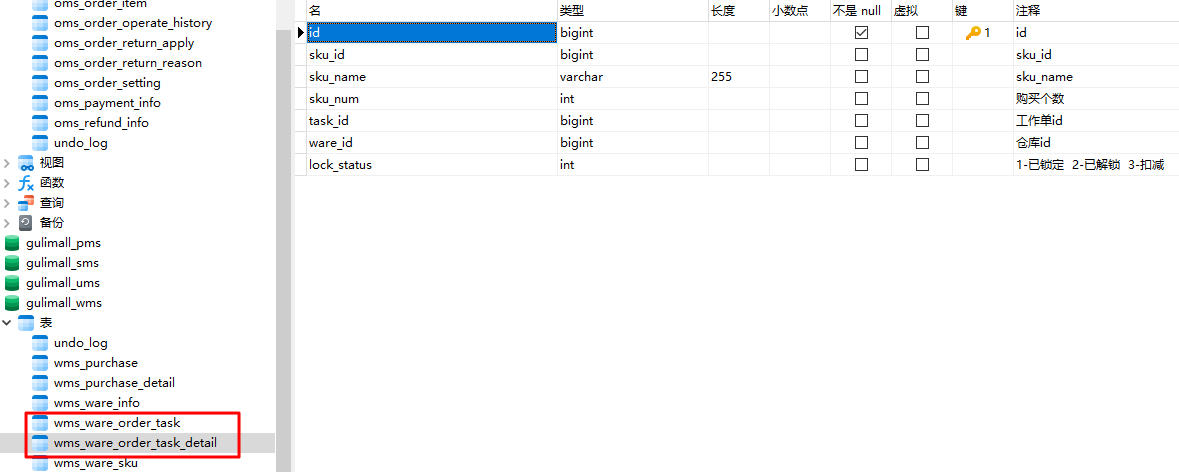 oms_order_item
oms_order_operate_history
oms_order_return_apply
oms_order_return_reason
oms_order_setting
oms_payment_info
oms_refund_info
undo_log
视图
函数
查询
备份
gulimall_pms
gulimall_sms
gulimall_ums
gulimall_wms
表
undo_log
wms_purchase
wms_purchase_detail
wms_ware_info
wms_ware_order_task
wms_ware_order_task_detail
wms_ware_sku
名 类型 长度 小数点 不是 null 虚拟 键 注释
id bigint 1 id
sku_id bigint sku_id
sku_name varchar 255 sku_name
sku_num int 购买个数
task_id bigint 工作单id
ware_id bigint 仓库id
lock_status int 1-已锁定 2-已解锁 3-扣减